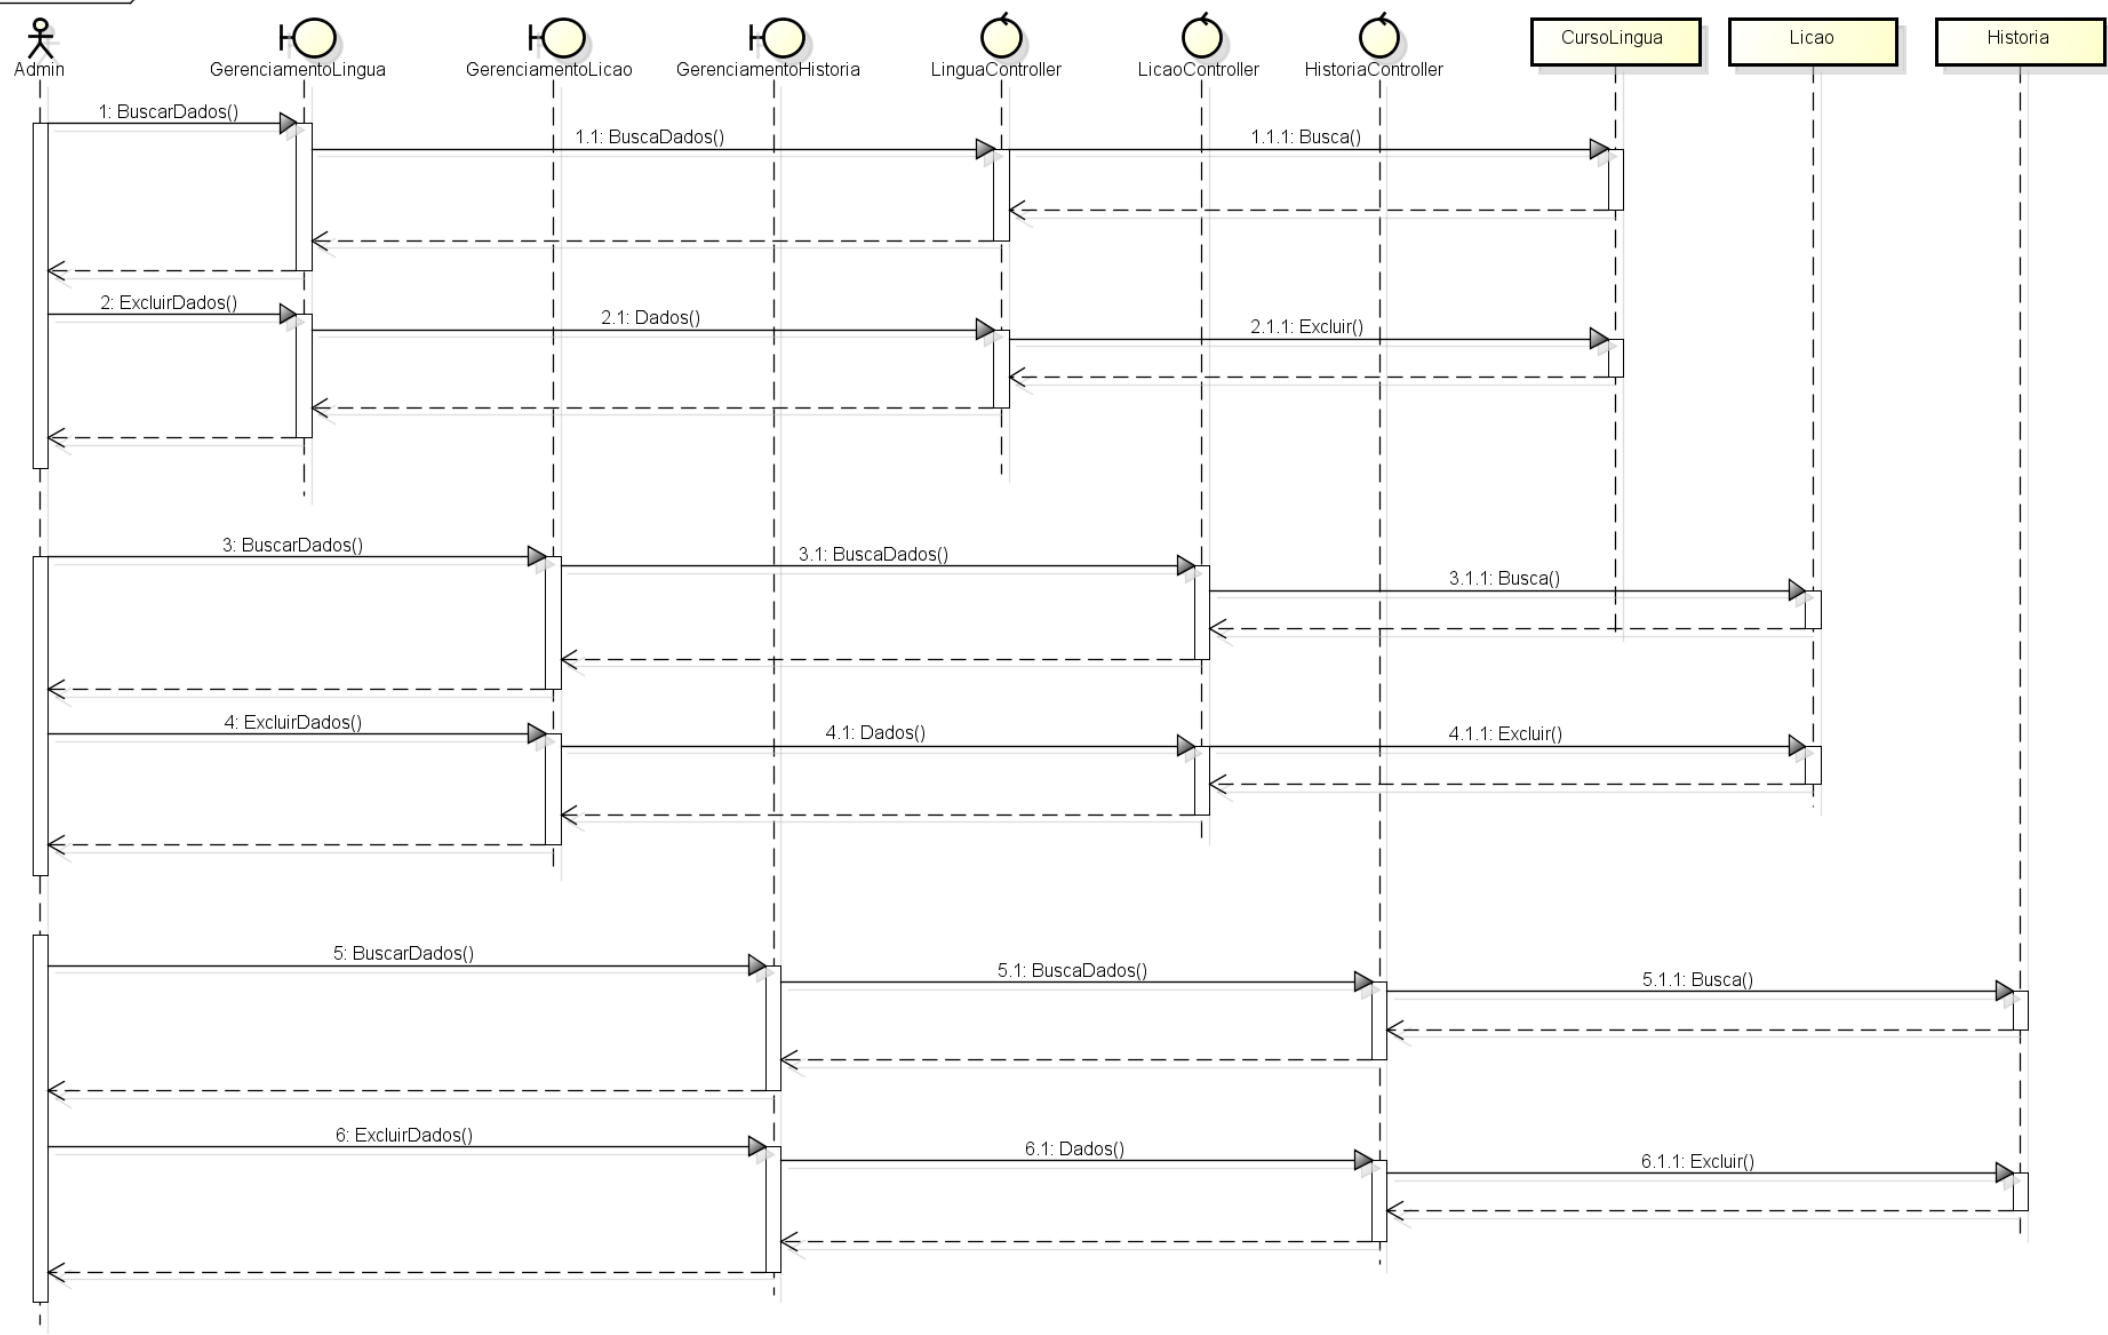 Admin
GerenciamentoLingua
GerenciamentoLicao
GerenciamentoHistoria
LinguaController
LicaoController
HistoriaController
CursoLingua
Licao
Historia
1: BuscarDados()
1.1: BuscaDados()
1.1.1: Busca()
2: ExcluirDados()
2.1: Dados()
2.1.1: Excluir()
3: BuscarDados()
3.1: BuscaDados()
3.1.1: Busca()
4: ExcluirDados()
4.1: Dados()
4.1.1: Excluir()
5: BuscarDados()
5.1: BuscaDados()
5.1.1: Busca()
6: ExcluirDados()
6.1: Dados()
6.1.1: Excluir()